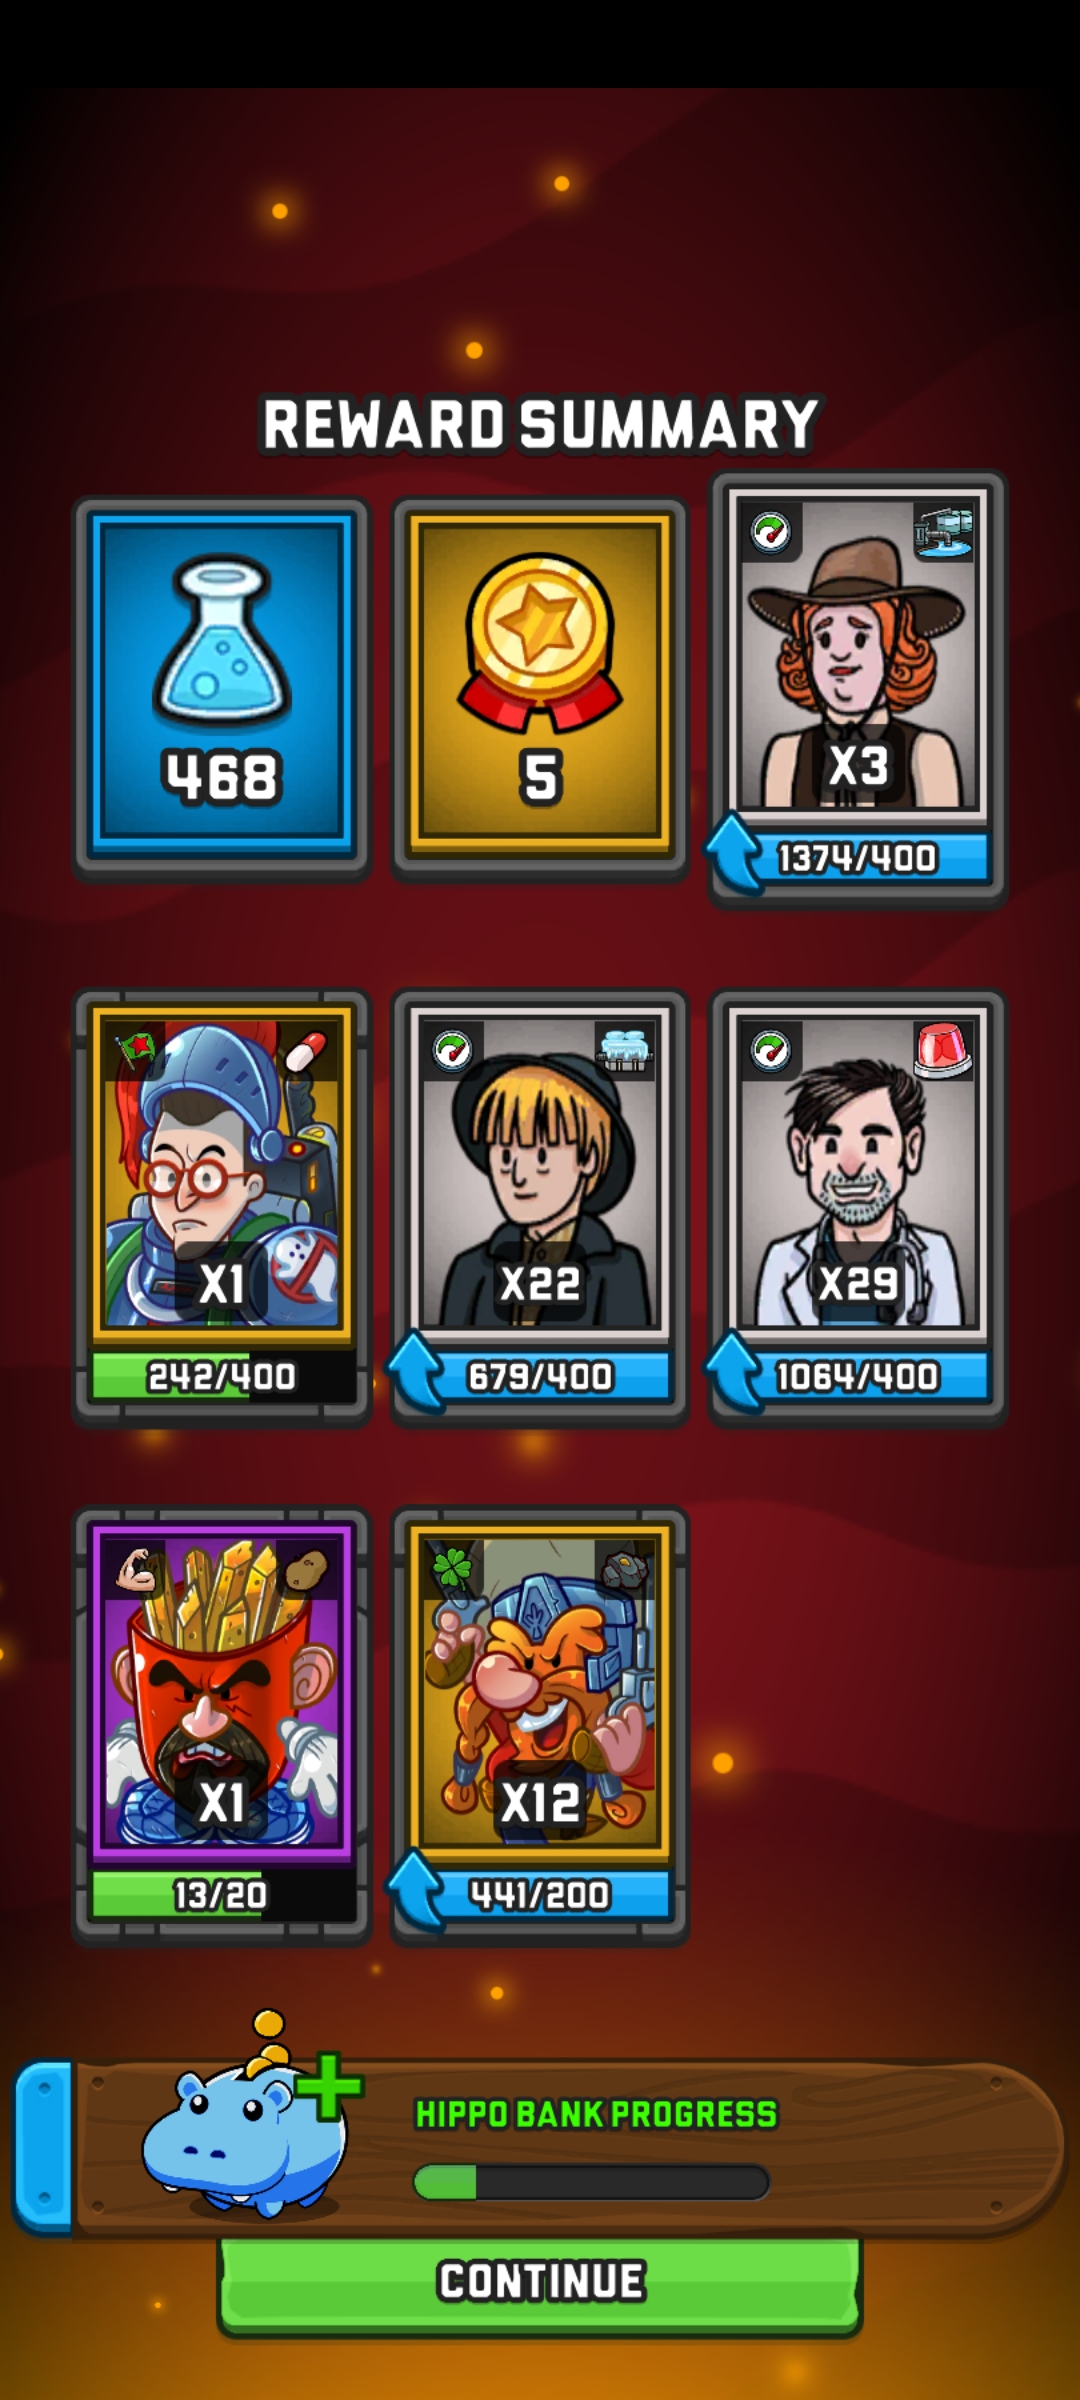 REWARD SUMMARY
468
5
X3
1374/400
X1
242/400
X22
679/400
X29
1064/400
X1
13/20
X12
441/200
HIPPO BANK PROGRESS
CONTINUE